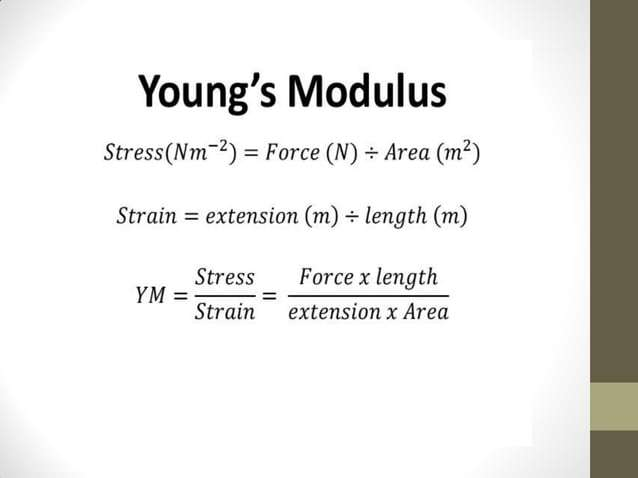 Young's Modulus
Stress(Nm⁻²) = Force (N) ÷ Area (m²)
Strain = extension (m) ÷ length (m)
YM = Stress/Strain = Force x length/extension x Area